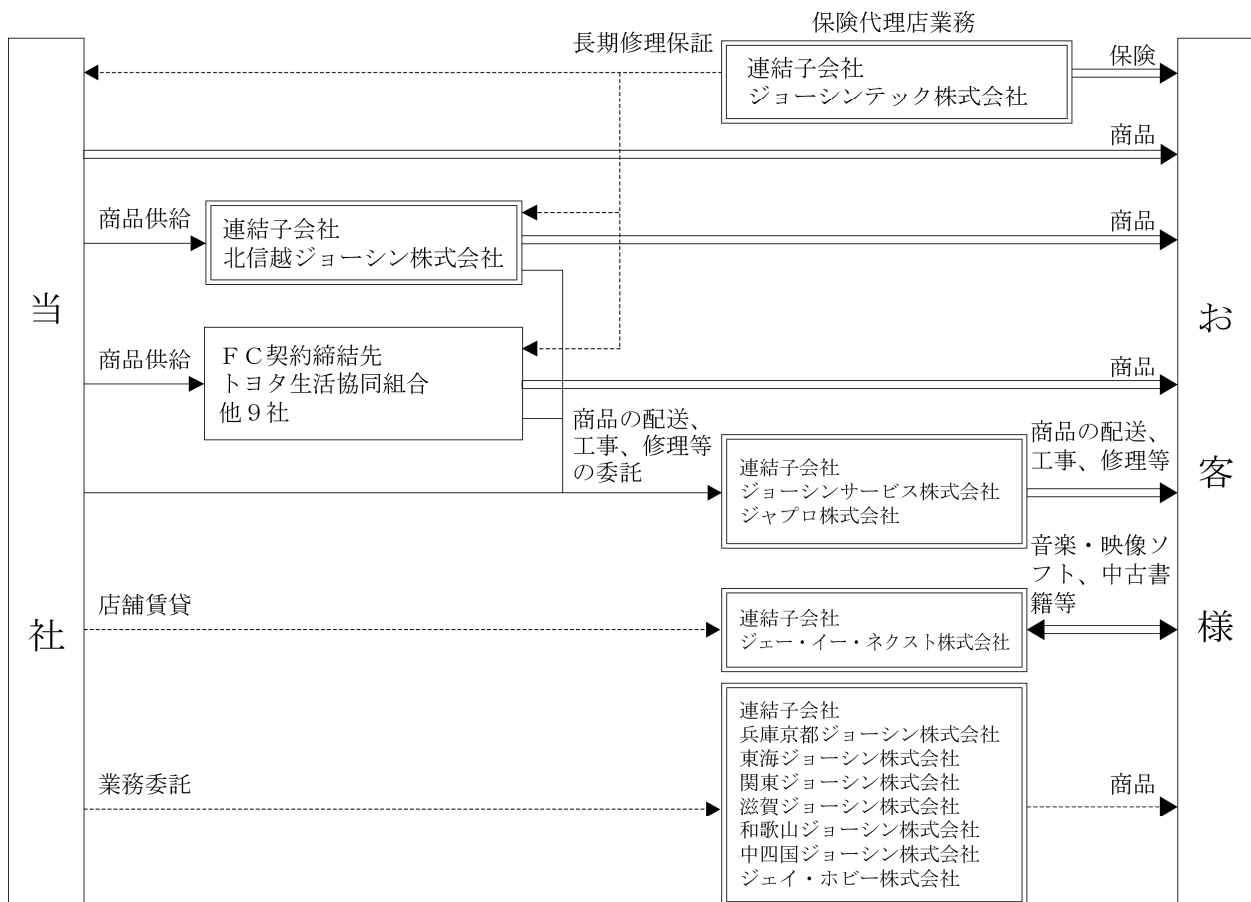 保険代理店業務
長期修理保証
連結子会社
ジョーシンテック株式会社
保険
商品
商品供給
連結子会社
北信越ジョーシン株式会社
商品
当社
お客様
商品供給
ＦＣ契約締結先
トヨタ生活協同組合
他９社
商品
商品の配送、
工事、修理等
の委託
連結子会社
ジョーシンサービス株式会社
ジャプロ株式会社
商品の配送、
工事、修理等
音楽・映像ソ
フト、中古書
籍等
店舗賃貸
連結子会社
ジェー・イー・ネクスト株式会社
業務委託
連結子会社
兵庫京都ジョーシン株式会社
東海ジョーシン株式会社
関東ジョーシン株式会社
滋賀ジョーシン株式会社
和歌山ジョーシン株式会社
中四国ジョーシン株式会社
ジェイ・ホビー株式会社
商品